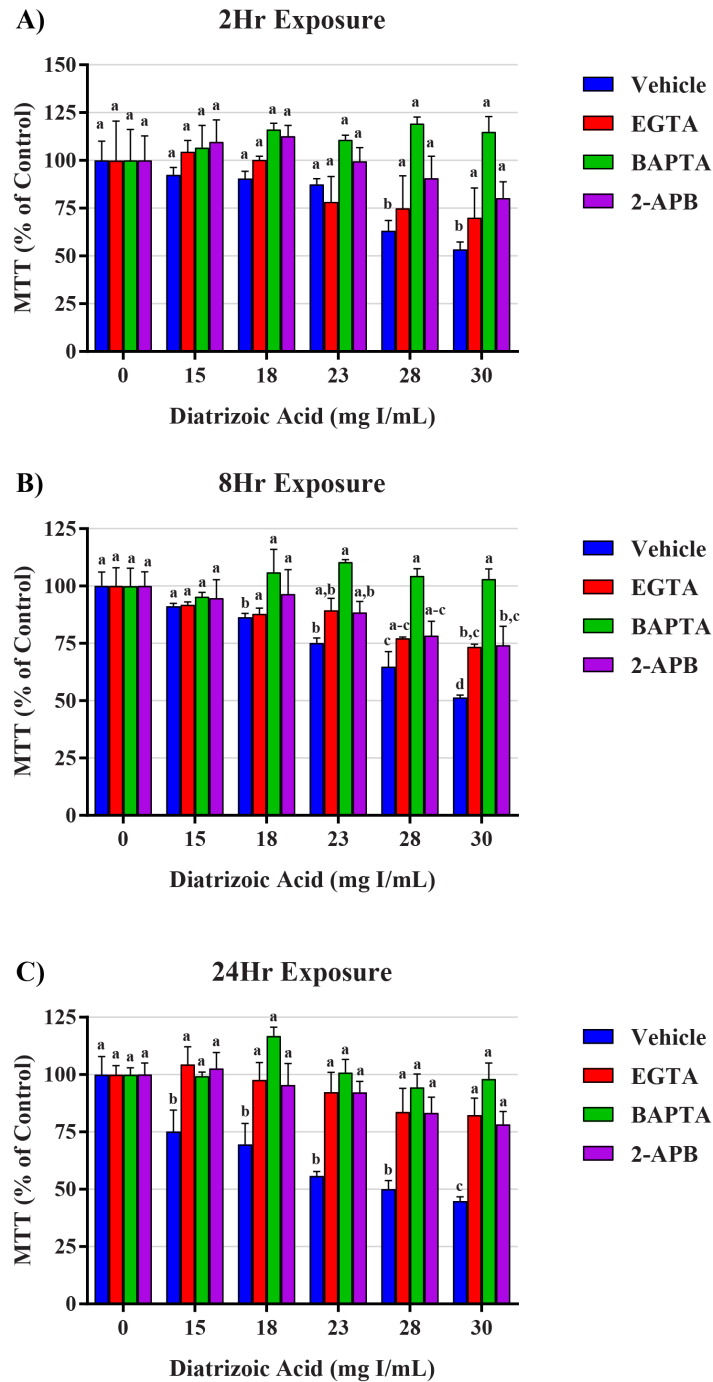 A) 2Hr Exposure
MTT (% of Control)
150
125
100
75
50
25
0
a a a a a a a a a a a a a a a a b a a a b a a a
0 15 18 23 28 30
Diatrizoic Acid (mg I/mL)
Vehicle
EGTA
BAPTA
2-APB
B) 8Hr Exposure
MTT (% of Control)
125
100
75
50
25
0
a a a a a a a a b a a a b a,b a a,b c a-c a a-c d b,c a b,c
0 15 18 23 28 30
Diatrizoic Acid (mg I/mL)
Vehicle
EGTA
BAPTA
2-APB
C) 24Hr Exposure
MTT (% of Control)
125
100
75
50
25
0
a a a a b a a a b a a a b a a a b a a a c a a a
0 15 18 23 28 30
Diatrizoic Acid (mg I/mL)
Vehicle
EGTA
BAPTA
2-APB